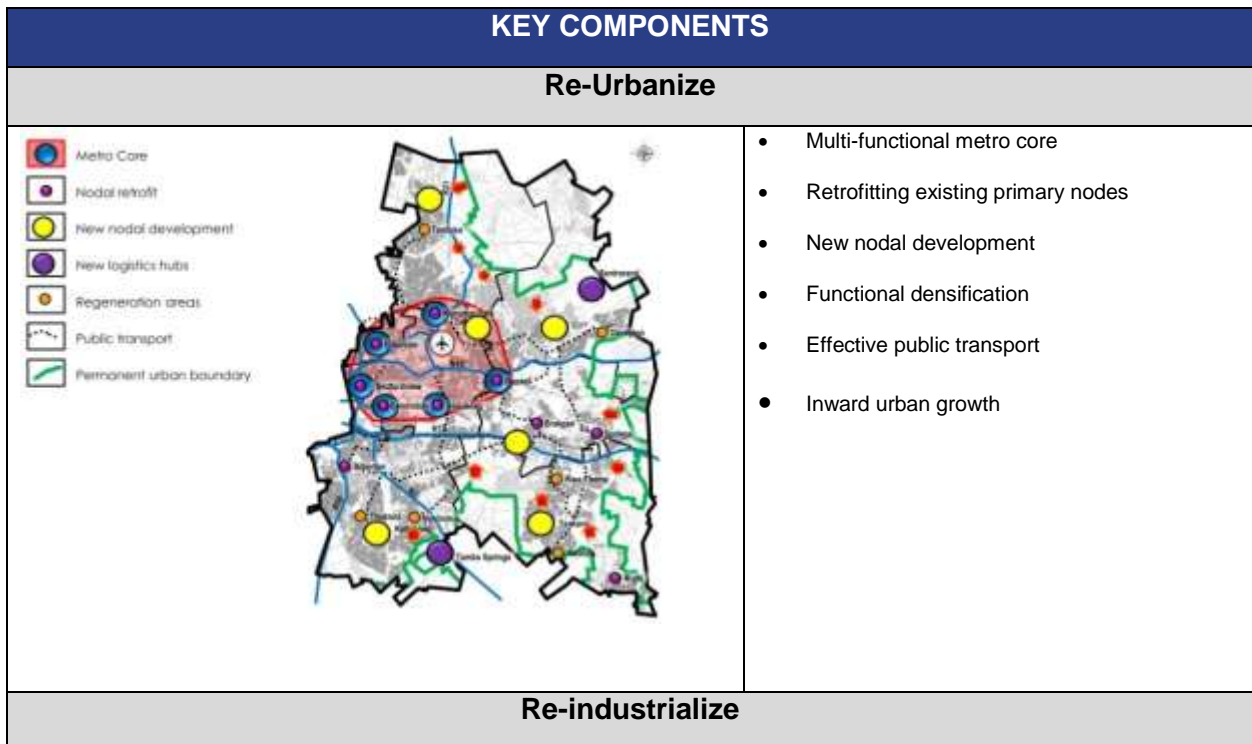 KEY COMPONENTS
Re-Urbanize
Metro Core
Nodal retrofit
New nodal development
New logistics hubs
Regeneration areas
Public transport
Permanent urban boundary
• Multi-functional metro core
• Retrofitting existing primary nodes
• New nodal development
• Functional densification
• Effective public transport
• Inward urban growth
Re-industrialize